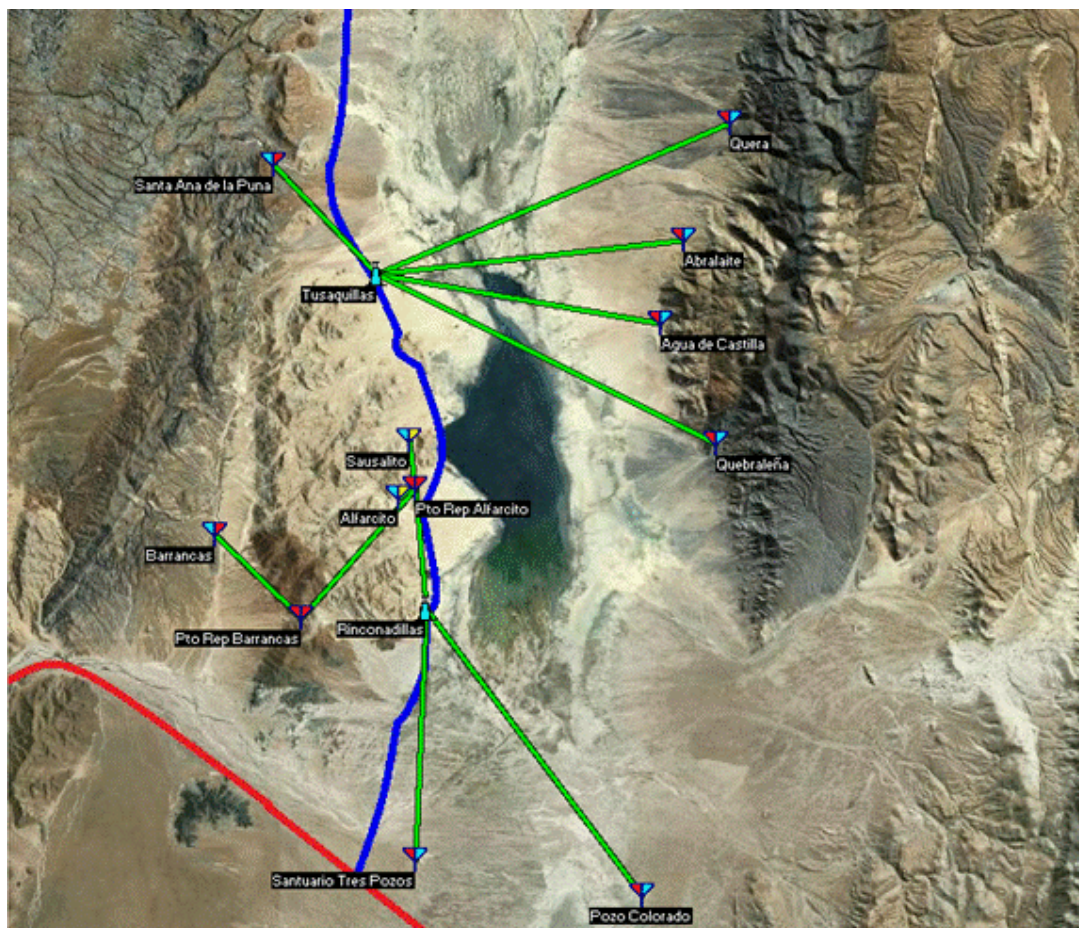 Quera
Santa Ana de la Puna
Abralaite
Tusaquillas
Agua de Castilla
Sausalito
Quebraleña
Alfarcito
Pto Rep Alfarcito
Barrancas
Pto Rep Barrancas
Rinconadillas
Santuario Tres Pozos
Pozo Colorado